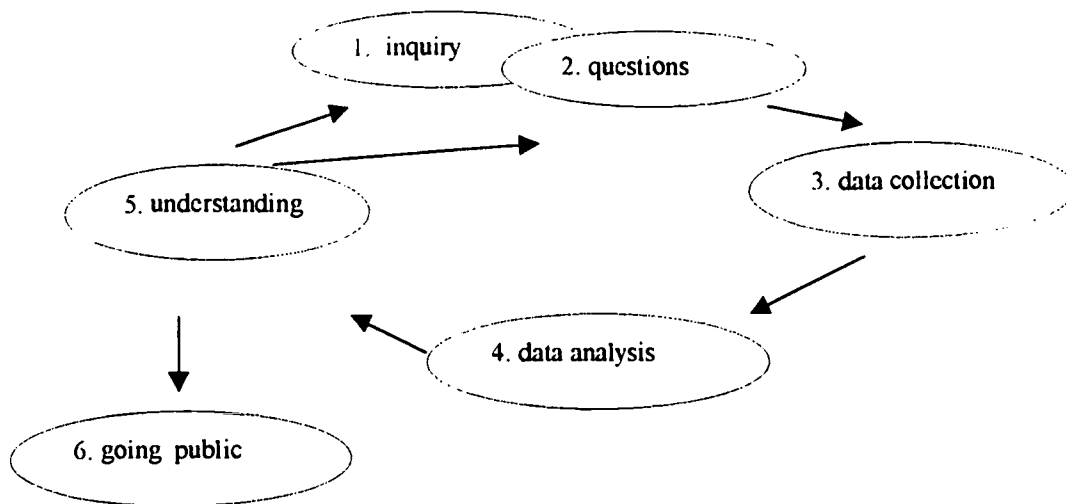 1. inquiry
2. questions
3. data collection
4. data analysis
5. understanding
6. going public